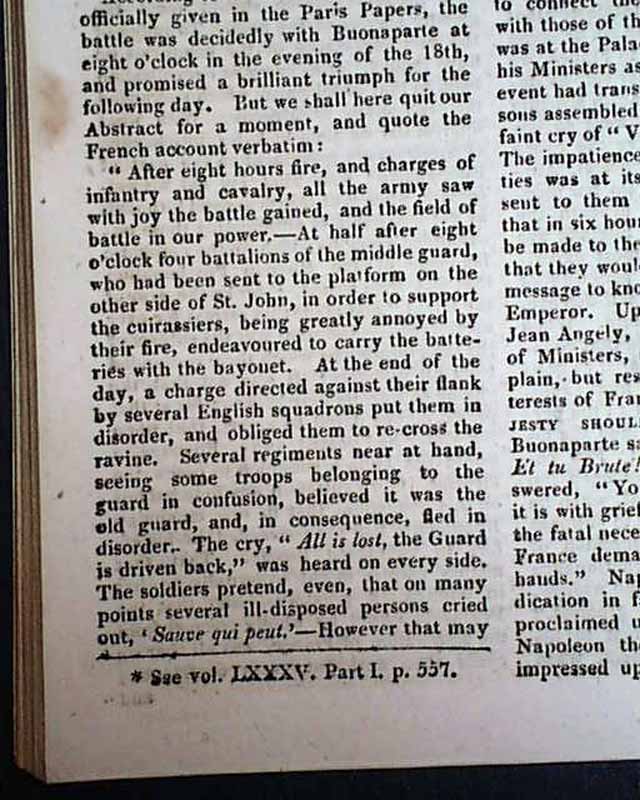 officially given in the Paris Papers, the
battle was decidedly with Buonaparte at
eight o'clock in the evening of the 18th,
and promised a brilliant triumph for the
following day. But we shall here quit our
Abstract for a moment, and quote the
French account verbatim:
"After eight hours fire, and charges of
infantry and cavalry, all the army saw
with joy the battle gained, and the field of
battle in our power.—At half after eight
o'clock four battalions of the middle guard,
who had been sent to the platform on the
other side of St. John, in order to support
the cuirassiers, being greatly annoyed by
their fire, endeavoured to carry the batte-
ries with the bayonet. At the end of the
day, a charge directed against their flank
by several English squadrons put them in
disorder, and obliged them to re-cross the
ravine. Several regiments near at hand,
seeing some troops belonging to the
guard in confusion, believed it was the
old guard, and, in consequence, fled in
disorder. The cry, "All is lost, the Guard
is driven back," was heard on every side.
The soldiers pretend, even, that on many
points several ill-disposed persons cried
out, 'Sauve qui peut.'—However that may
* See vol. LXXXV. Part I. p. 557.
to connect
with those of th
was at the Pala
his Ministers as
event had trans
sons assembled
faint cry of "V
The impatience
ties was at its
sent to them
that in six hou
be made to the
that they woul
message to kno
Emperor. Up
Jean Angely,
of Ministers,
plain, but res
terests of Fra
JESTY SHOUL
Buonaparte sa
Et tu Brute!
swered, "Yo
it is with grief
the fatal nece
France dema
hands." Na
dication in f
proclaimed u
Napoleon th
impressed up